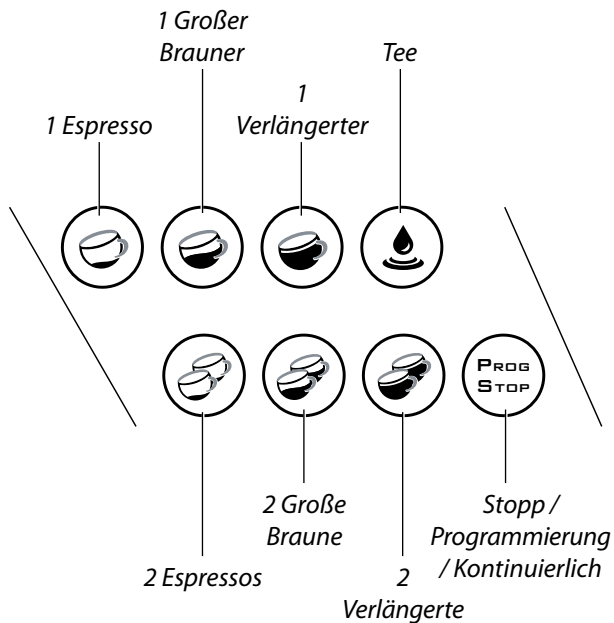 1 Großer
Brauner
Tee
1
Verlängerter
1 Espresso
PROG
STOP
2 Große
Braune
Stopp /
Programmierung
/ Kontinuierlich
2 Espressos
2
Verlängerte